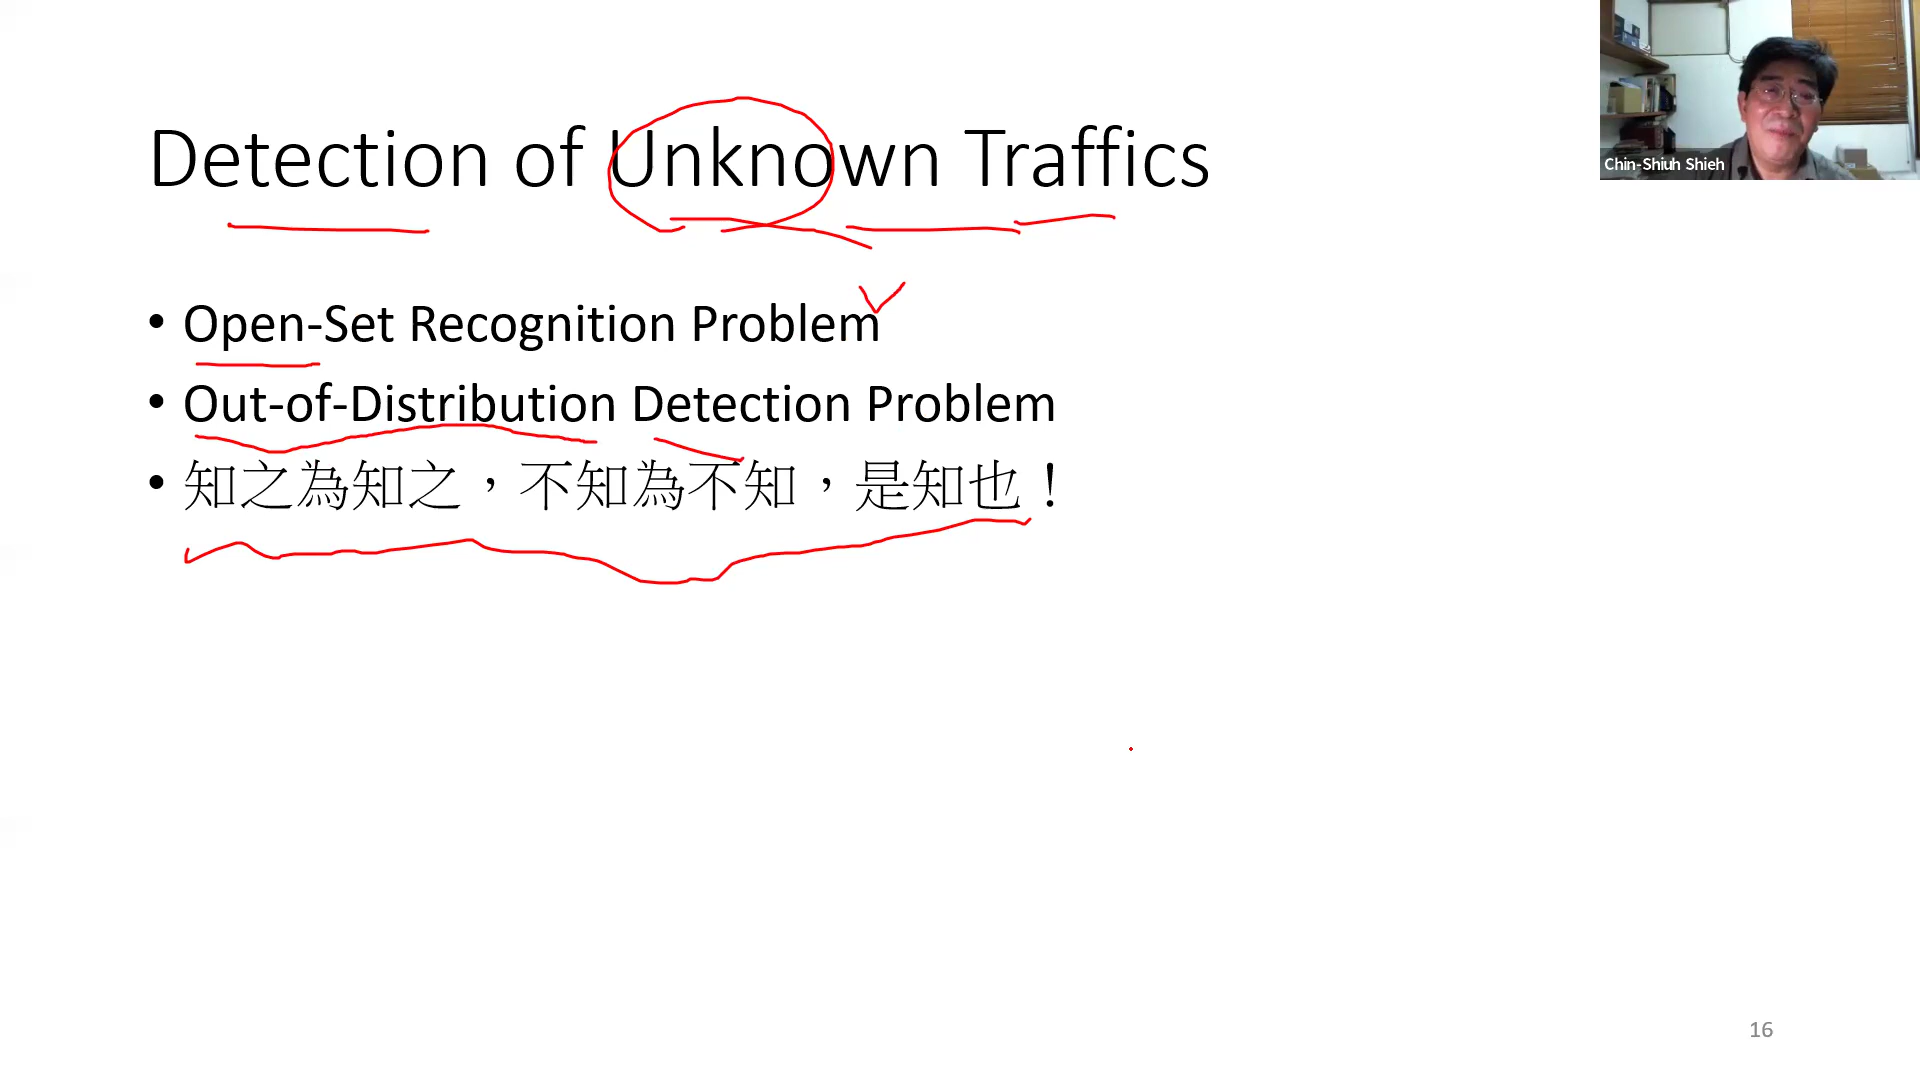 Detection of Unknown Traffics
• Open-Set Recognition Problem
• Out-of-Distribution Detection Problem
• 知之為知之，不知為不知，是知也！
Chin-Shiuh Shieh
16